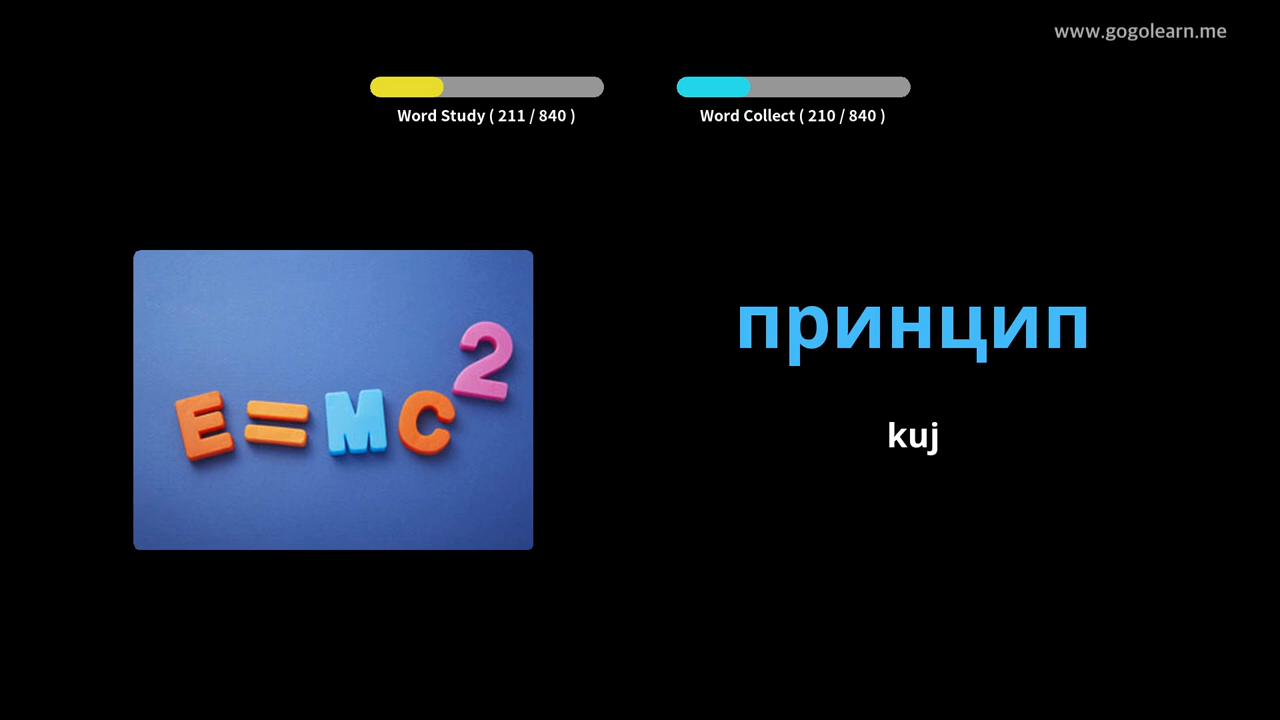 www.gogolearn.me
Word Study ( 211 / 840 )
Word Collect ( 210 / 840 )
E=MC²
принцип
kuj